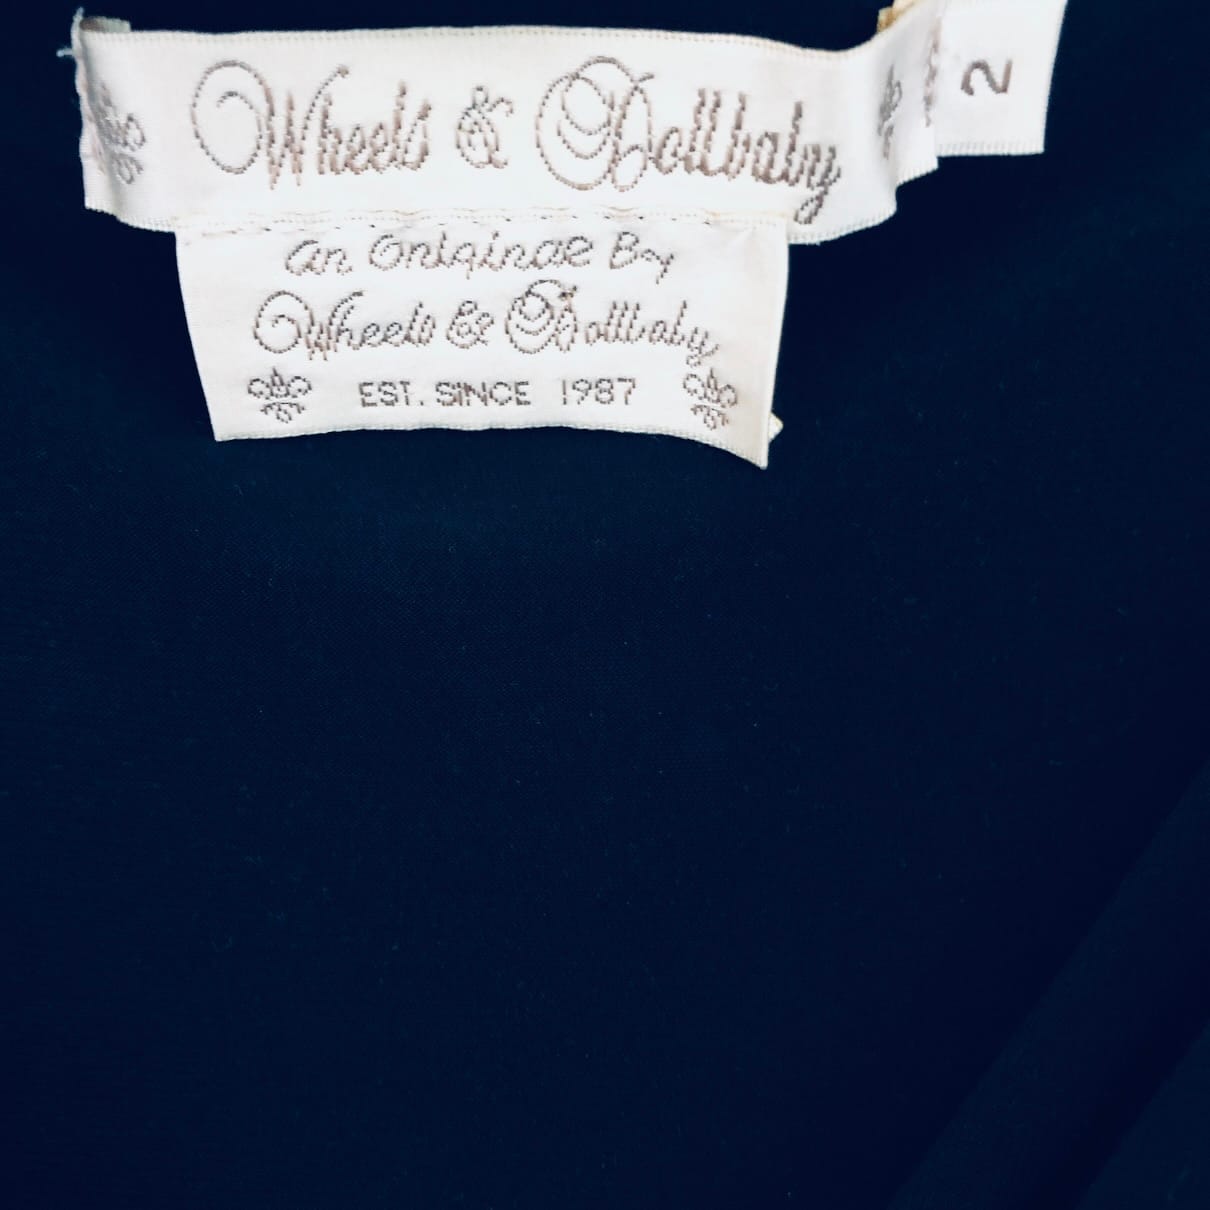 Wheels & Dollbaby
2
An Original By
Wheels & Dollbaby
EST. SINCE 1987